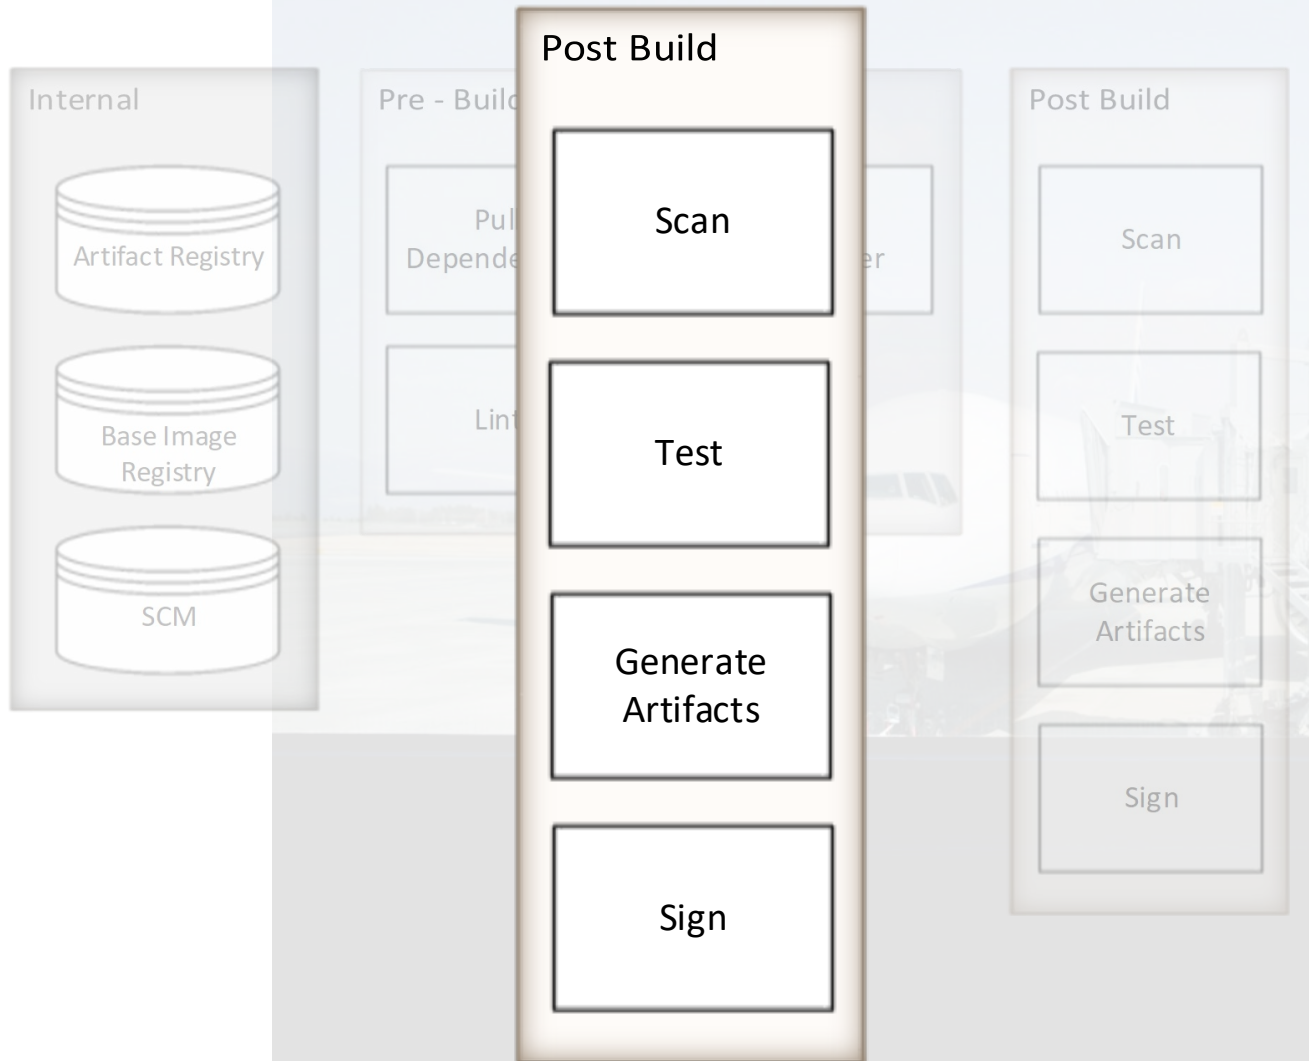 Post Build
Scan
Test
Generate
Artifacts
Sign
Internal
Artifact Registry
Base Image
Registry
SCM
Pre - Build
Post Build
Scan
Test
Generate
Artifacts
Sign